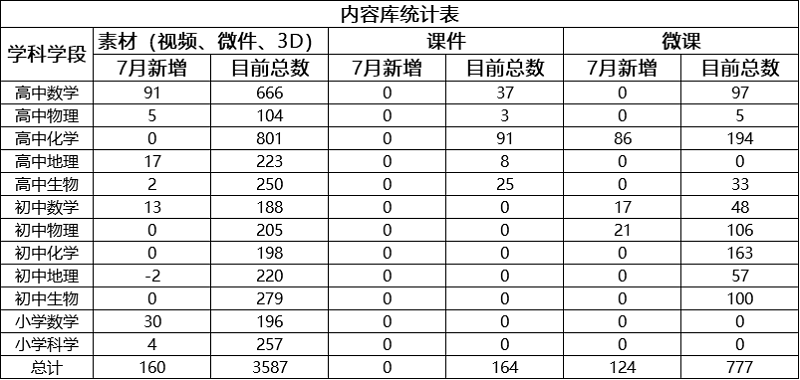 内容库统计表
学科学段 素材（视频、微件、3D） 课件 微课
7月新增 目前总数 7月新增 目前总数 7月新增 目前总数
高中数学 91 666 0 37 0 97
高中物理 5 104 0 3 0 5
高中化学 0 801 0 91 86 194
高中地理 17 223 0 8 0 0
高中生物 2 250 0 25 0 33
初中数学 13 188 0 0 17 48
初中物理 0 205 0 0 21 106
初中化学 0 198 0 0 0 163
初中地理 -2 220 0 0 0 57
初中生物 0 279 0 0 0 100
小学数学 30 196 0 0 0 0
小学科学 4 257 0 0 0 0
总计 160 3587 0 164 124 777